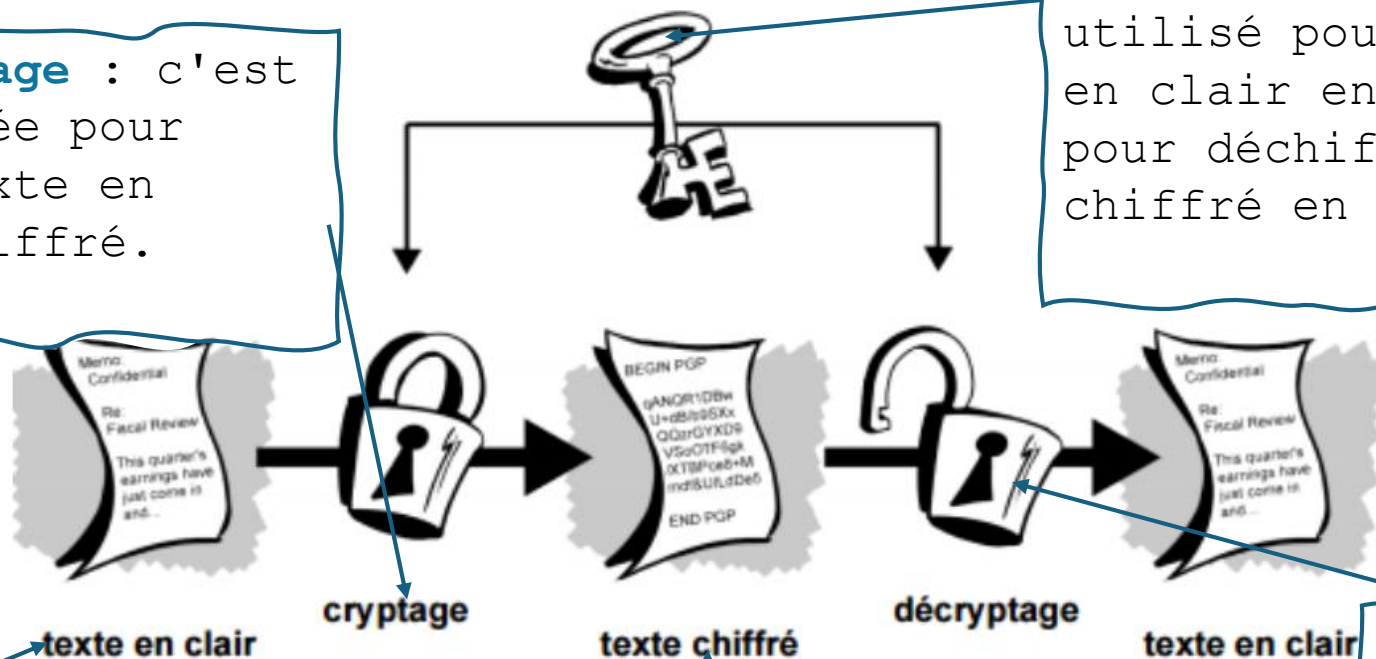 age : c'est
ée pour
xte en
iffré.
utilisé pou
en clair en
pour déchif
chiffré en
Memo:
Confidential
Re:
Fiscal Review
This quarter's
earnings have
just come in
and...
BEGIN PGP
END PGP
Memo:
Confidential
Re:
Fiscal Review
This quarter's
earnings have
just come in
and...
cryptage
décryptage
texte en clair
texte chiffré
texte en clair